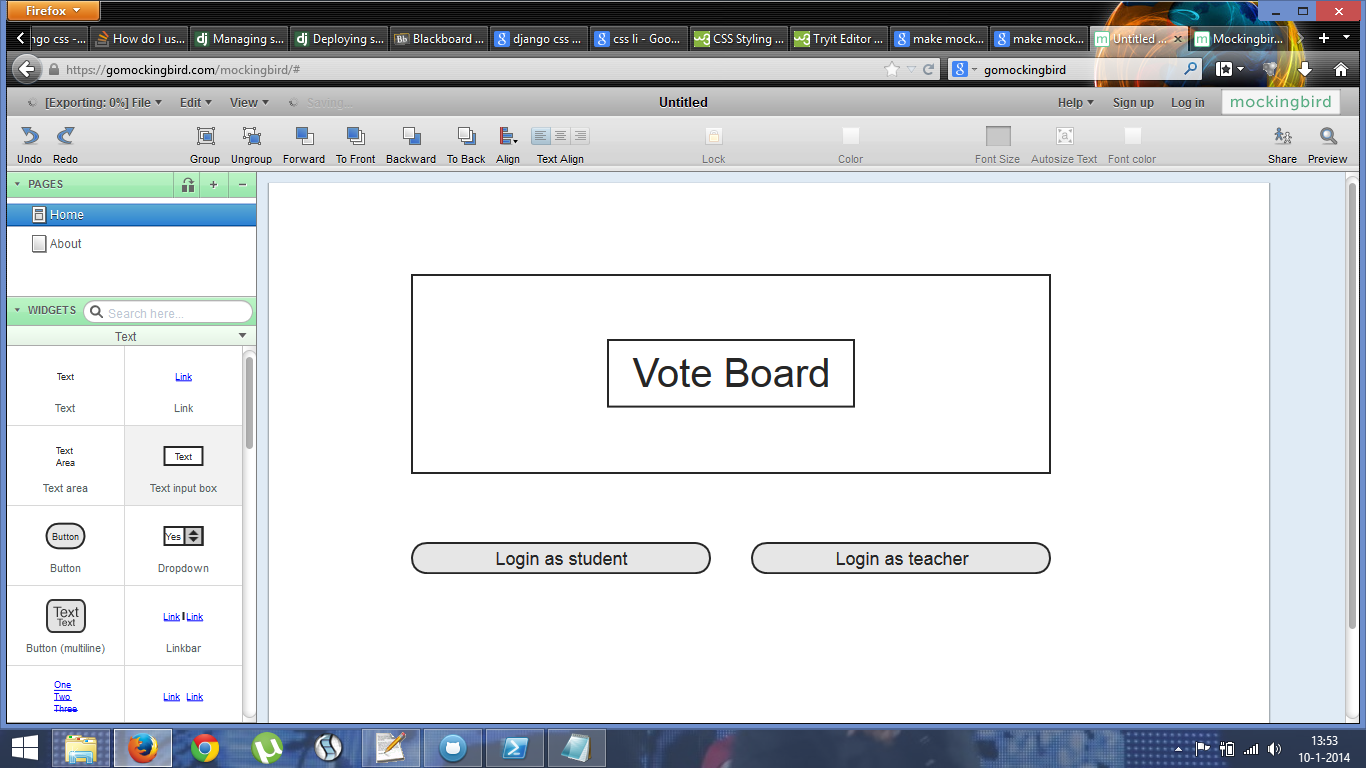 Firefox
ngo css -...
How do I us...
Managing s...
Deploying s...
Blackboard ...
django css ...
css li - Goo...
CSS Styling ...
Tryit Editor ...
make mock...
make mock...
Untitled ...
Mockingbir...
https://gomockingbird.com/mockingbird/#
gomockingbird
[Exporting: 0%] File
Edit
View
Saving...
Untitled
Help
Sign up
Log in
mockingbird
Undo
Redo
Group
Ungroup
Forward
To Front
Backward
To Back
Align
Text Align
Lock
Color
Font Size
Autosize Text
Font color
Share
Preview
PAGES
Home
About
WIDGETS
Search here...
Text
Text
Link
Text
Link
Text
Area
Text
Text area
Text input box
Button
Yes
Button
Dropdown
Text
Text
Link Link
Button (multiline)
Linkbar
One
Two
Three
Link Link
Vote Board
Login as student
Login as teacher
13:53
10-1-2014